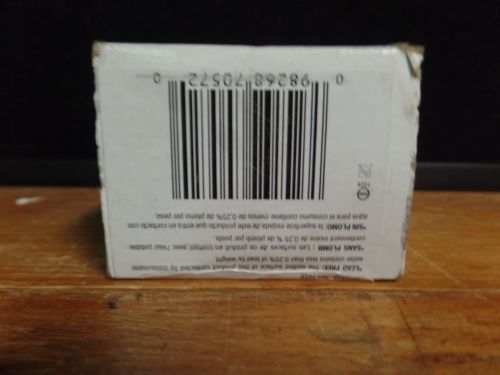 *LEAD FREE: The wetted surface of this product contacted by consumable
water contains less than 0.25% of lead by weight.
*SANS PLOMB : Les surfaces de ce produit en contact avec l'eau potable
contiennent moins de 0,25 % de plomb par poids.
*SIN PLOMO: la superficie mojada de este producto que entra en contacto con
agua para el consumo contiene menos de 0,25% de plomo por peso.
0 98268 70572 0